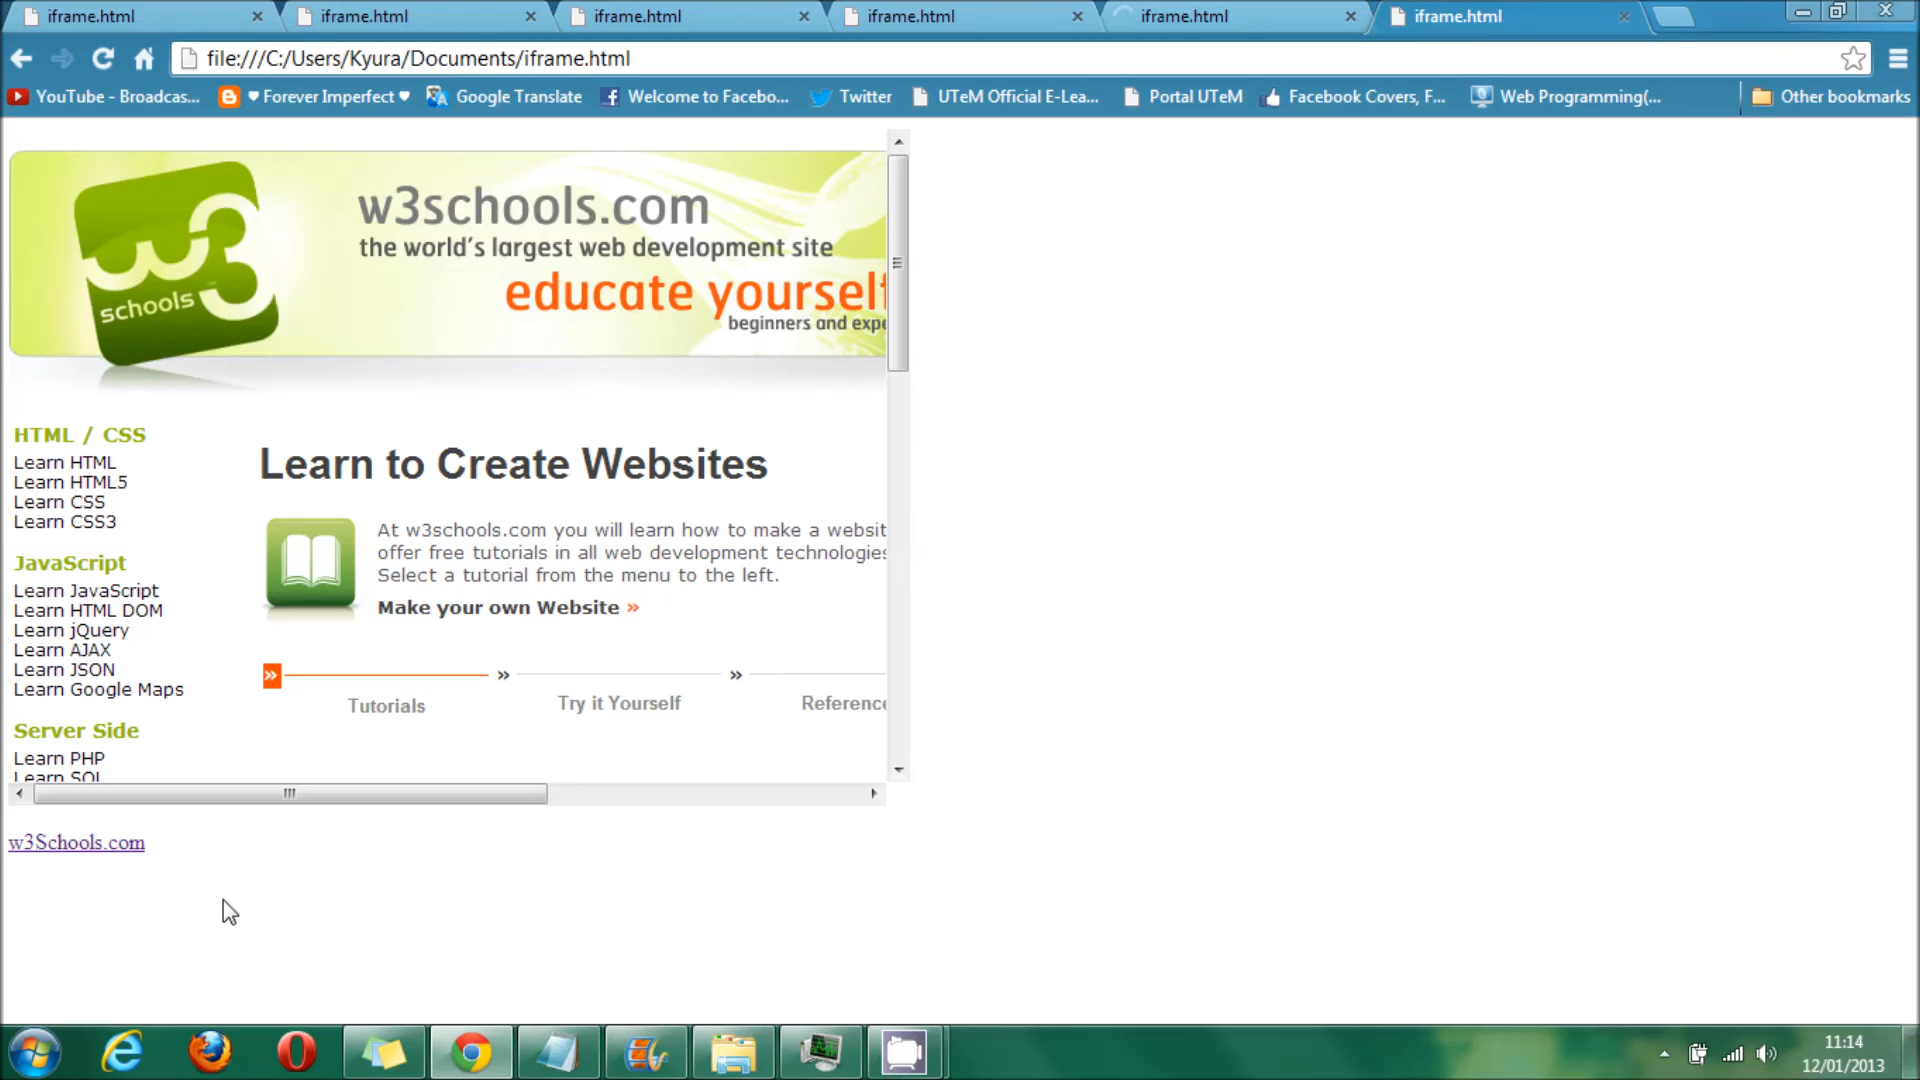 iframe.html iframe.html iframe.html iframe.html iframe.html iframe.html
file:///C:/Users/Kyura/Documents/iframe.html
YouTube - Broadcas... ♥ Forever Imperfect ♥ Google Translate Welcome to Facebo... Twitter UTeM Official E-Lea... Portal UTeM Facebook Covers, F... Web Programming(... Other bookmarks
w3 schools
w3schools.com
the world's largest web development site
educate yourself
beginners and expe
HTML / CSS
Learn HTML
Learn HTML5
Learn CSS
Learn CSS3
JavaScript
Learn JavaScript
Learn HTML DOM
Learn jQuery
Learn AJAX
Learn JSON
Learn Google Maps
Server Side
Learn PHP
Learn SQL
Learn to Create Websites
At w3schools.com you will learn how to make a websit
offer free tutorials in all web development technologies
Select a tutorial from the menu to the left.
Make your own Website »
» » »
Tutorials Try it Yourself Reference
w3Schools.com
11:14
12/01/2013